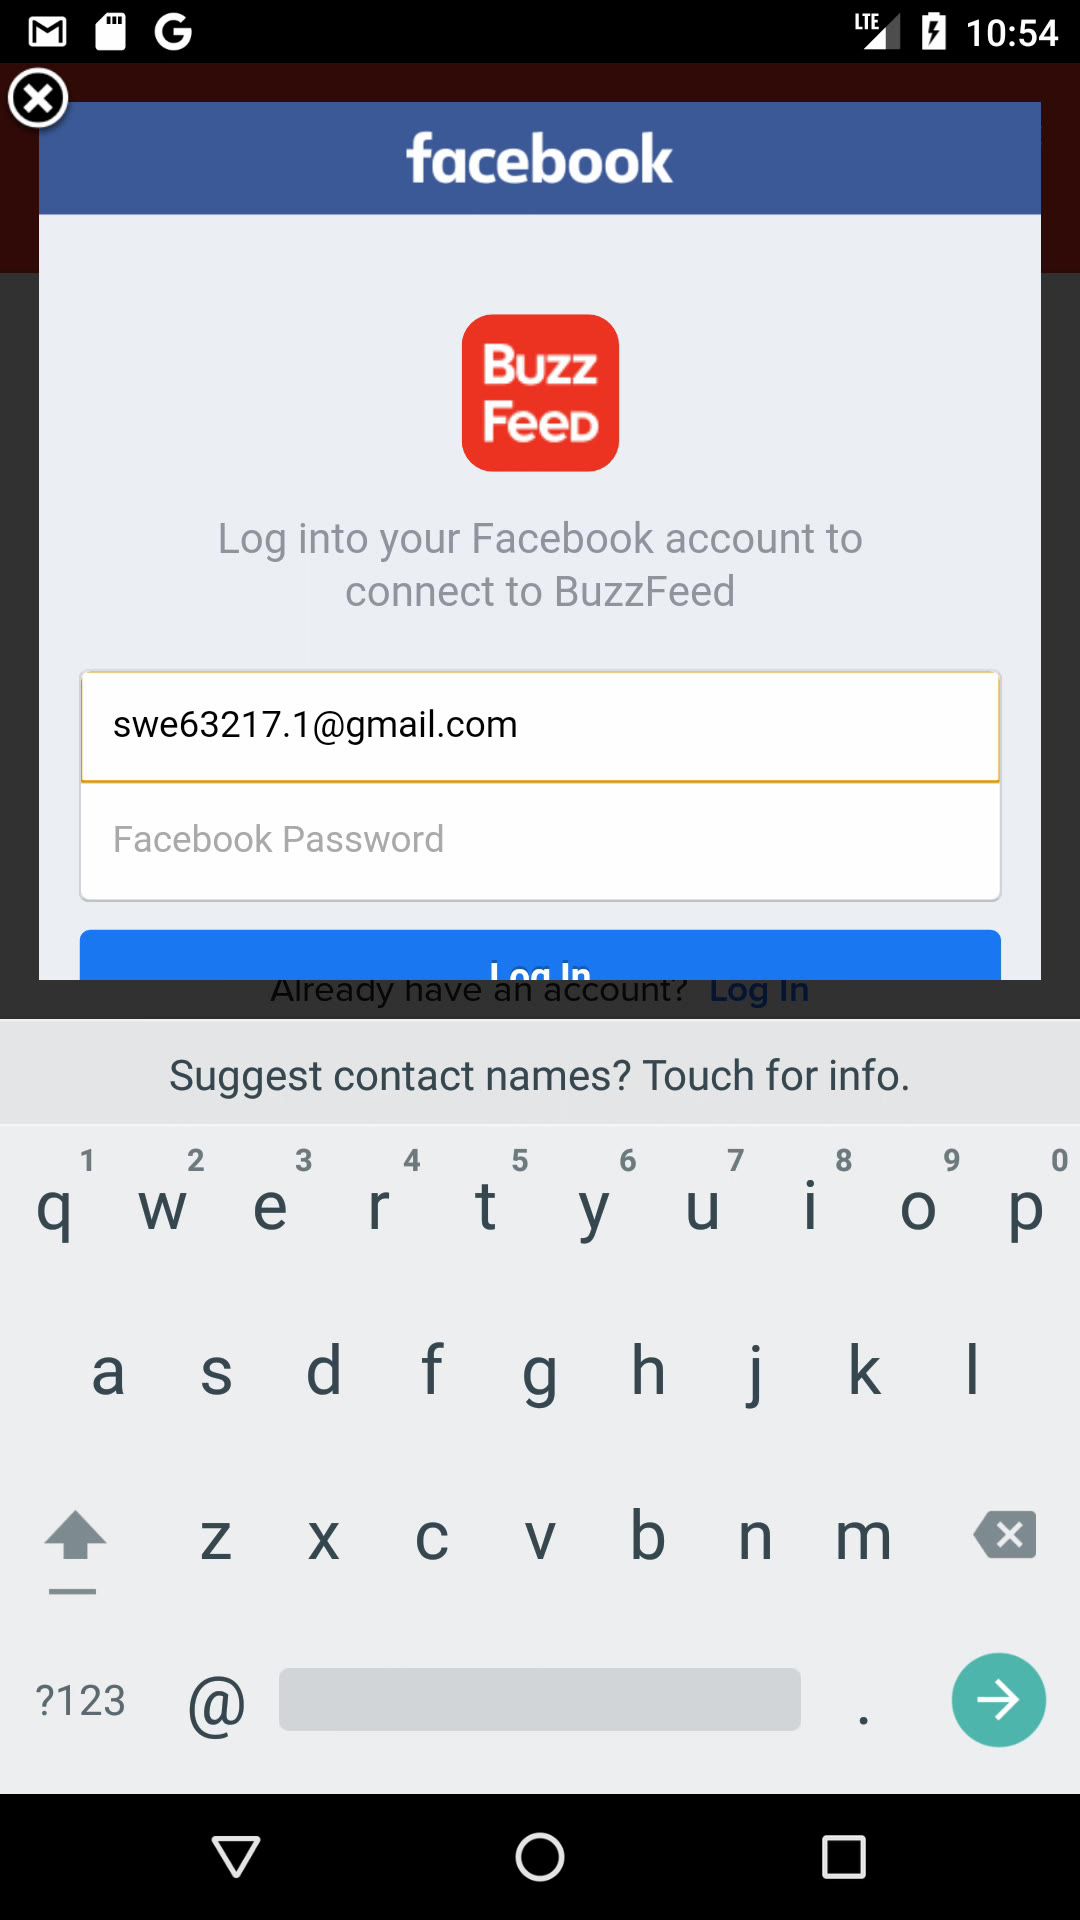 LTE 10:54
facebook
Buzz
FeeD
Log into your Facebook account to
connect to BuzzFeed
swe63217.1@gmail.com
Facebook Password
Log In
Already have an account? Log In
Suggest contact names? Touch for info.
1 2 3 4 5 6 7 8 9 0
q w e r t y u i o p
a s d f g h j k l
z x c v b n m
?123 @ .